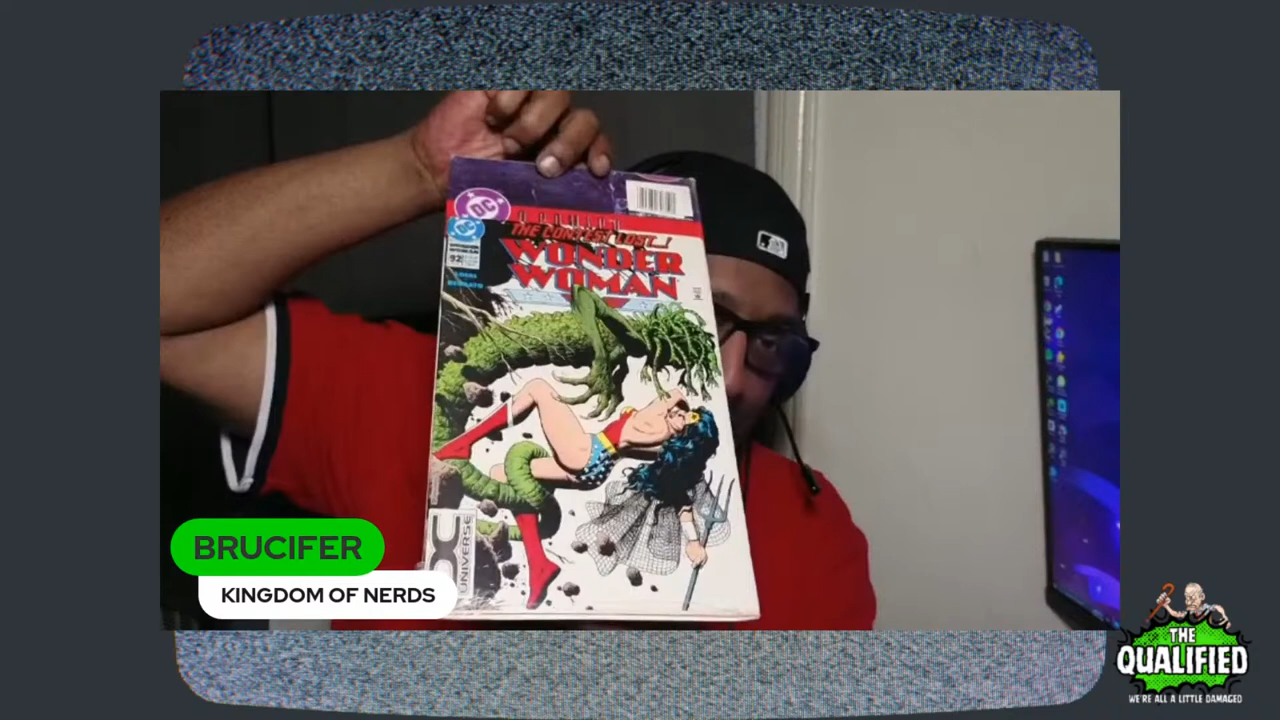 DC
THE CONTEST LOST..!
DC
WONDER
WOMAN
92
DC
UNIVERSE
BRUCIFER
KINGDOM OF NERDS
THE
QUALIFIED
WE'RE ALL A LITTLE DAMAGED